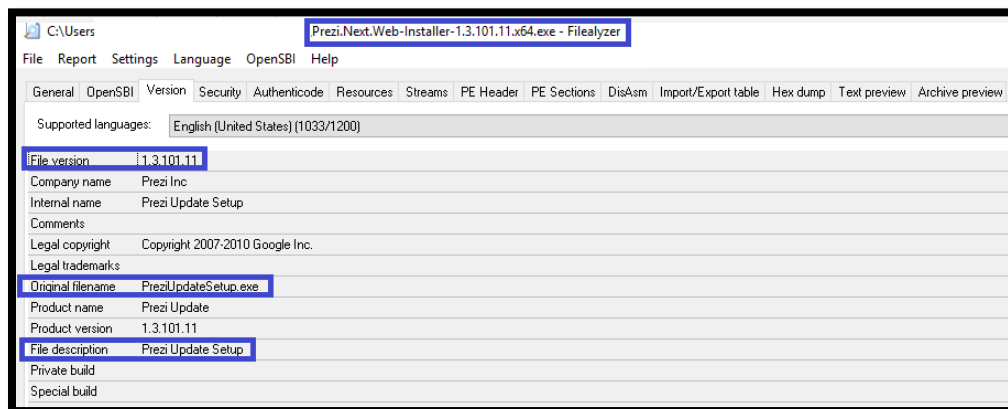 C:\Users Prezi.Next.Web-Installer-1.3.101.11.x64.exe - Filealyzer
File Report Settings Language OpenSBI Help
General OpenSBI Version Security Authenticode Resources Streams PE Header PE Sections DisAsm Import/Export table Hex dump Text preview Archive preview
Supported languages: English (United States) (1033/1200)
File version 1.3.101.11
Company name Prezi Inc
Internal name Prezi Update Setup
Comments
Legal copyright Copyright 2007-2010 Google Inc.
Legal trademarks
Original filename PreziUpdateSetup.exe
Product name Prezi Update
Product version 1.3.101.11
File description Prezi Update Setup
Private build
Special build